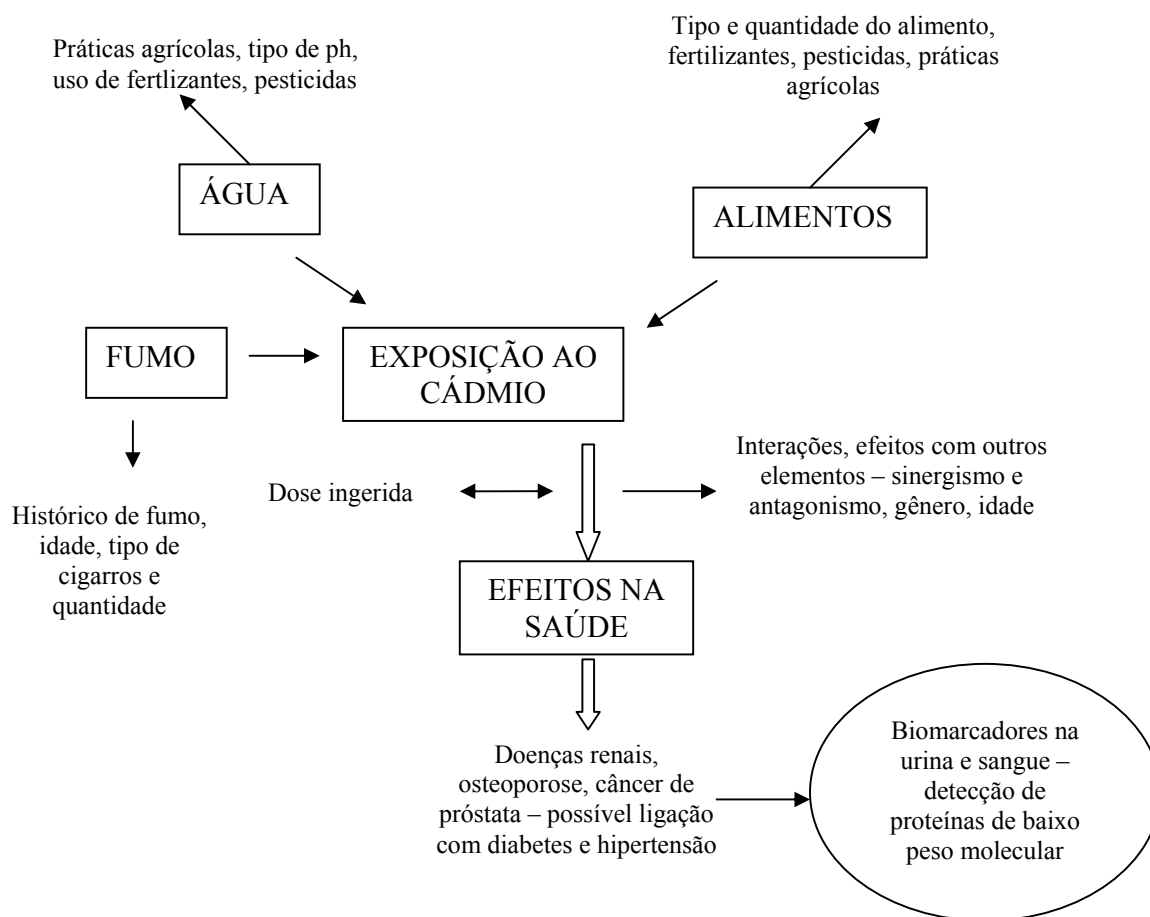 Práticas agrícolas, tipo de ph,
uso de fertlizantes, pesticidas
Tipo e quantidade do alimento,
fertilizantes, pesticidas, práticas
agrícolas
ÁGUA
ALIMENTOS
FUMO
EXPOSIÇÃO AO
CÁDMIO
Histórico de fumo,
idade, tipo de
cigarros e
quantidade
Dose ingerida
Interações, efeitos com outros
elementos – sinergismo e
antagonismo, gênero, idade
EFEITOS NA
SAÚDE
Doenças renais,
osteoporose, câncer de
próstata – possível ligação
com diabetes e hipertensão
Biomarcadores na
urina e sangue –
detecção de
proteínas de baixo
peso molecular